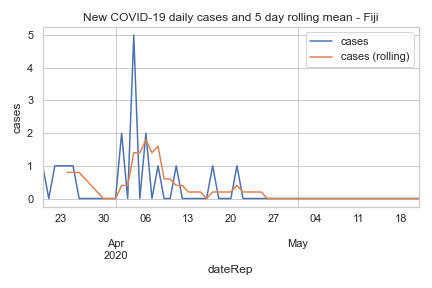 New COVID-19 daily cases and 5 day rolling mean - Fiji
cases
cases (rolling)
cases
5
4
3
2
1
0
23 30 06 13 20 27 04 11 18
Apr May
2020
dateRep